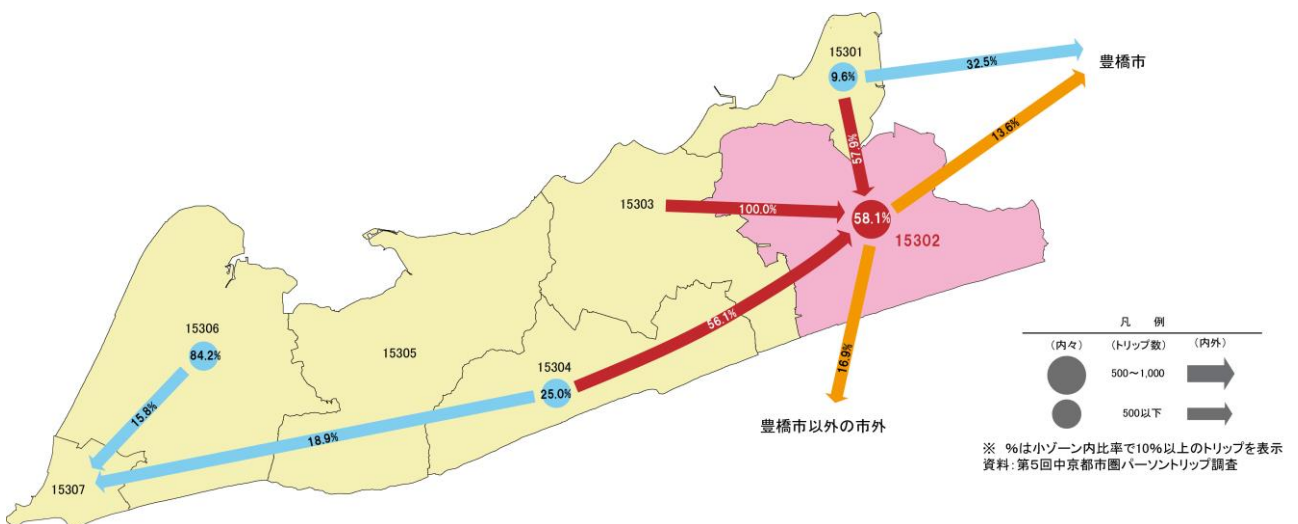 15301
9.6%
32.5%
豊橋市
13.6%
57.9%
15303
100.0%
58.1%
15302
56.1%
16.9%
豊橋市以外の市外
15306
84.2%
15305
15304
25.0%
15.8%
18.9%
15307
凡 例
(内々) (トリップ数) (内外)
500～1,000
500以下
※ %は小ゾーン内比率で10%以上のトリップを表示
資料：第5回中京都市圏パーソントリップ調査